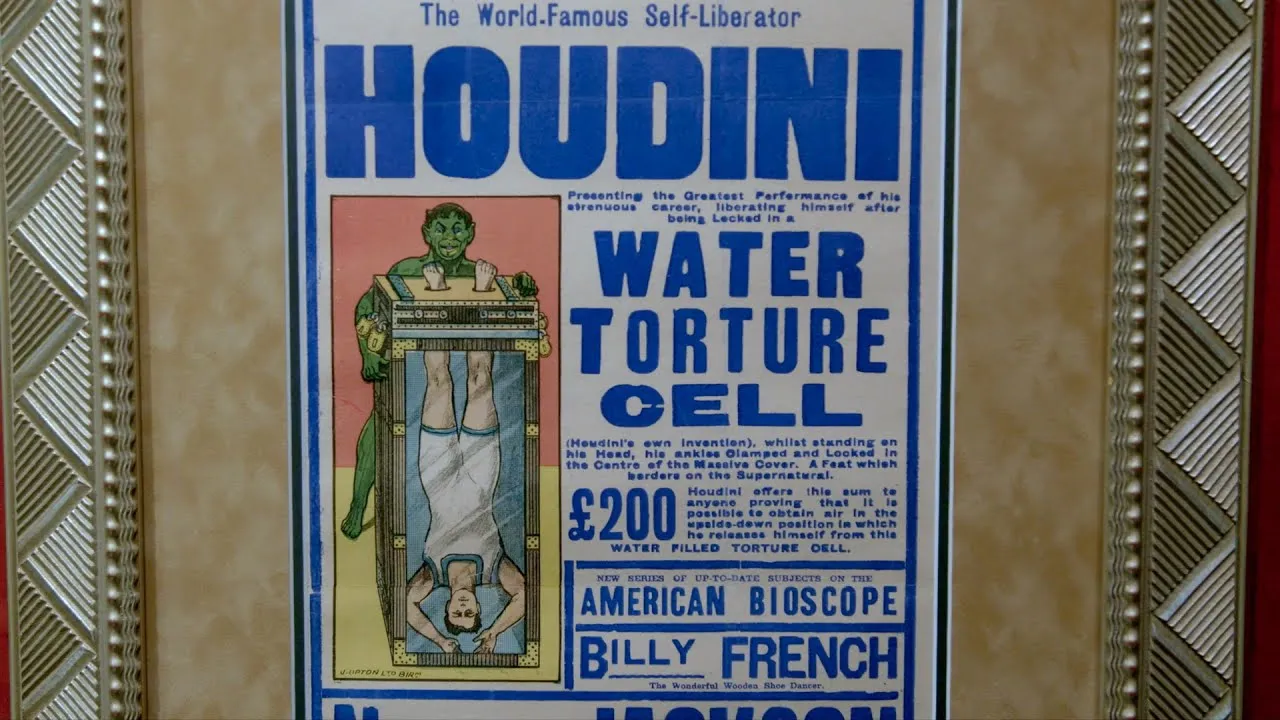 The World-Famous Self-Liberator
HOUDINI
Presenting the Greatest Performance of his
strenuous career, liberating himself after
being Locked in a
WATER
TORTURE
CELL
(Houdini's own Invention), whilst standing on
his Head, his ankles Clamped and Locked in
the Centre of the Massive Cover. A Feat which
borders on the Supernatural.
£200
Houdini offers this sum to
anyone proving that it is
possible to obtain air in the
upside-down position in which
he releases himself from this
WATER FILLED TORTURE CELL.
NEW SERIES OF UP-TO-DATE SUBJECTS ON THE
AMERICAN BIOSCOPE
BILLY FRENCH
The Wonderful Wooden Shoe Dancer.
J. UPTON LTD BIRM
JACKSON